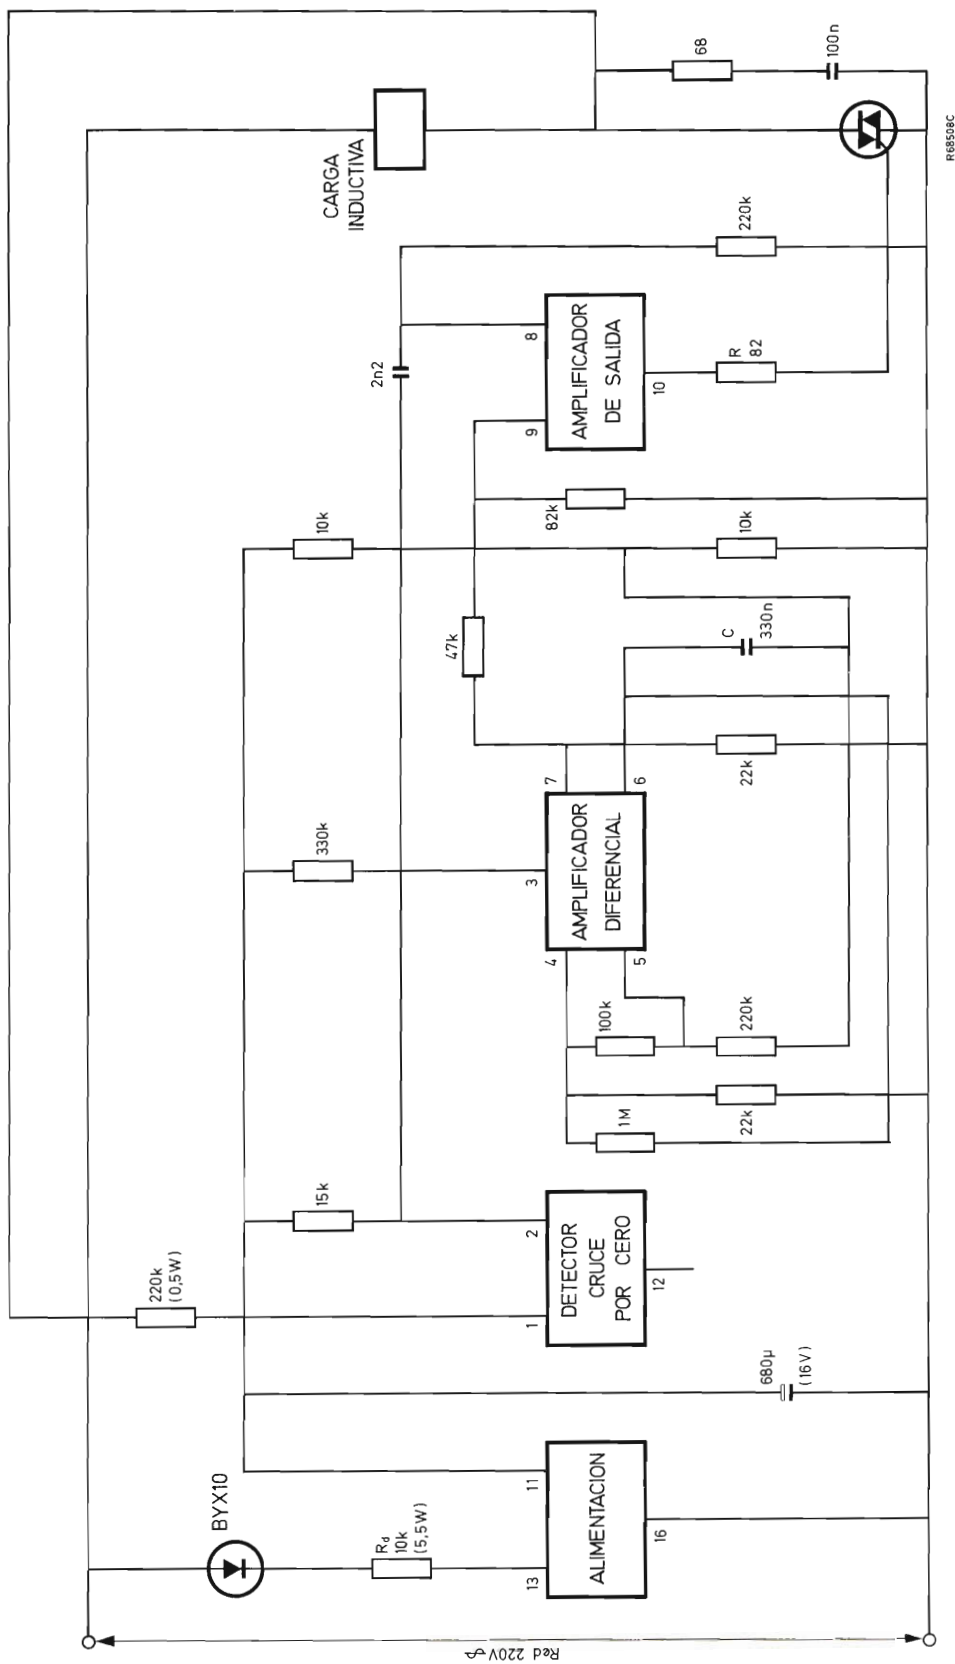 Red 220V
BYX10
Rd
10k
(5,5W)
13
11
ALIMENTACION
16
680µ
(16V)
220k
(0,5W)
1
2
DETECTOR
CRUCE
POR CERO
12
15k
1M
22k
100k
220k
330k
3
4
5
AMPLIFICADOR
DIFERENCIAL
7
6
22k
47k
C
330n
10k
10k
82k
9
8
AMPLIFICADOR
DE SALIDA
10
R
82
2n2
220k
CARGA
INDUCTIVA
68
100n
R68508C